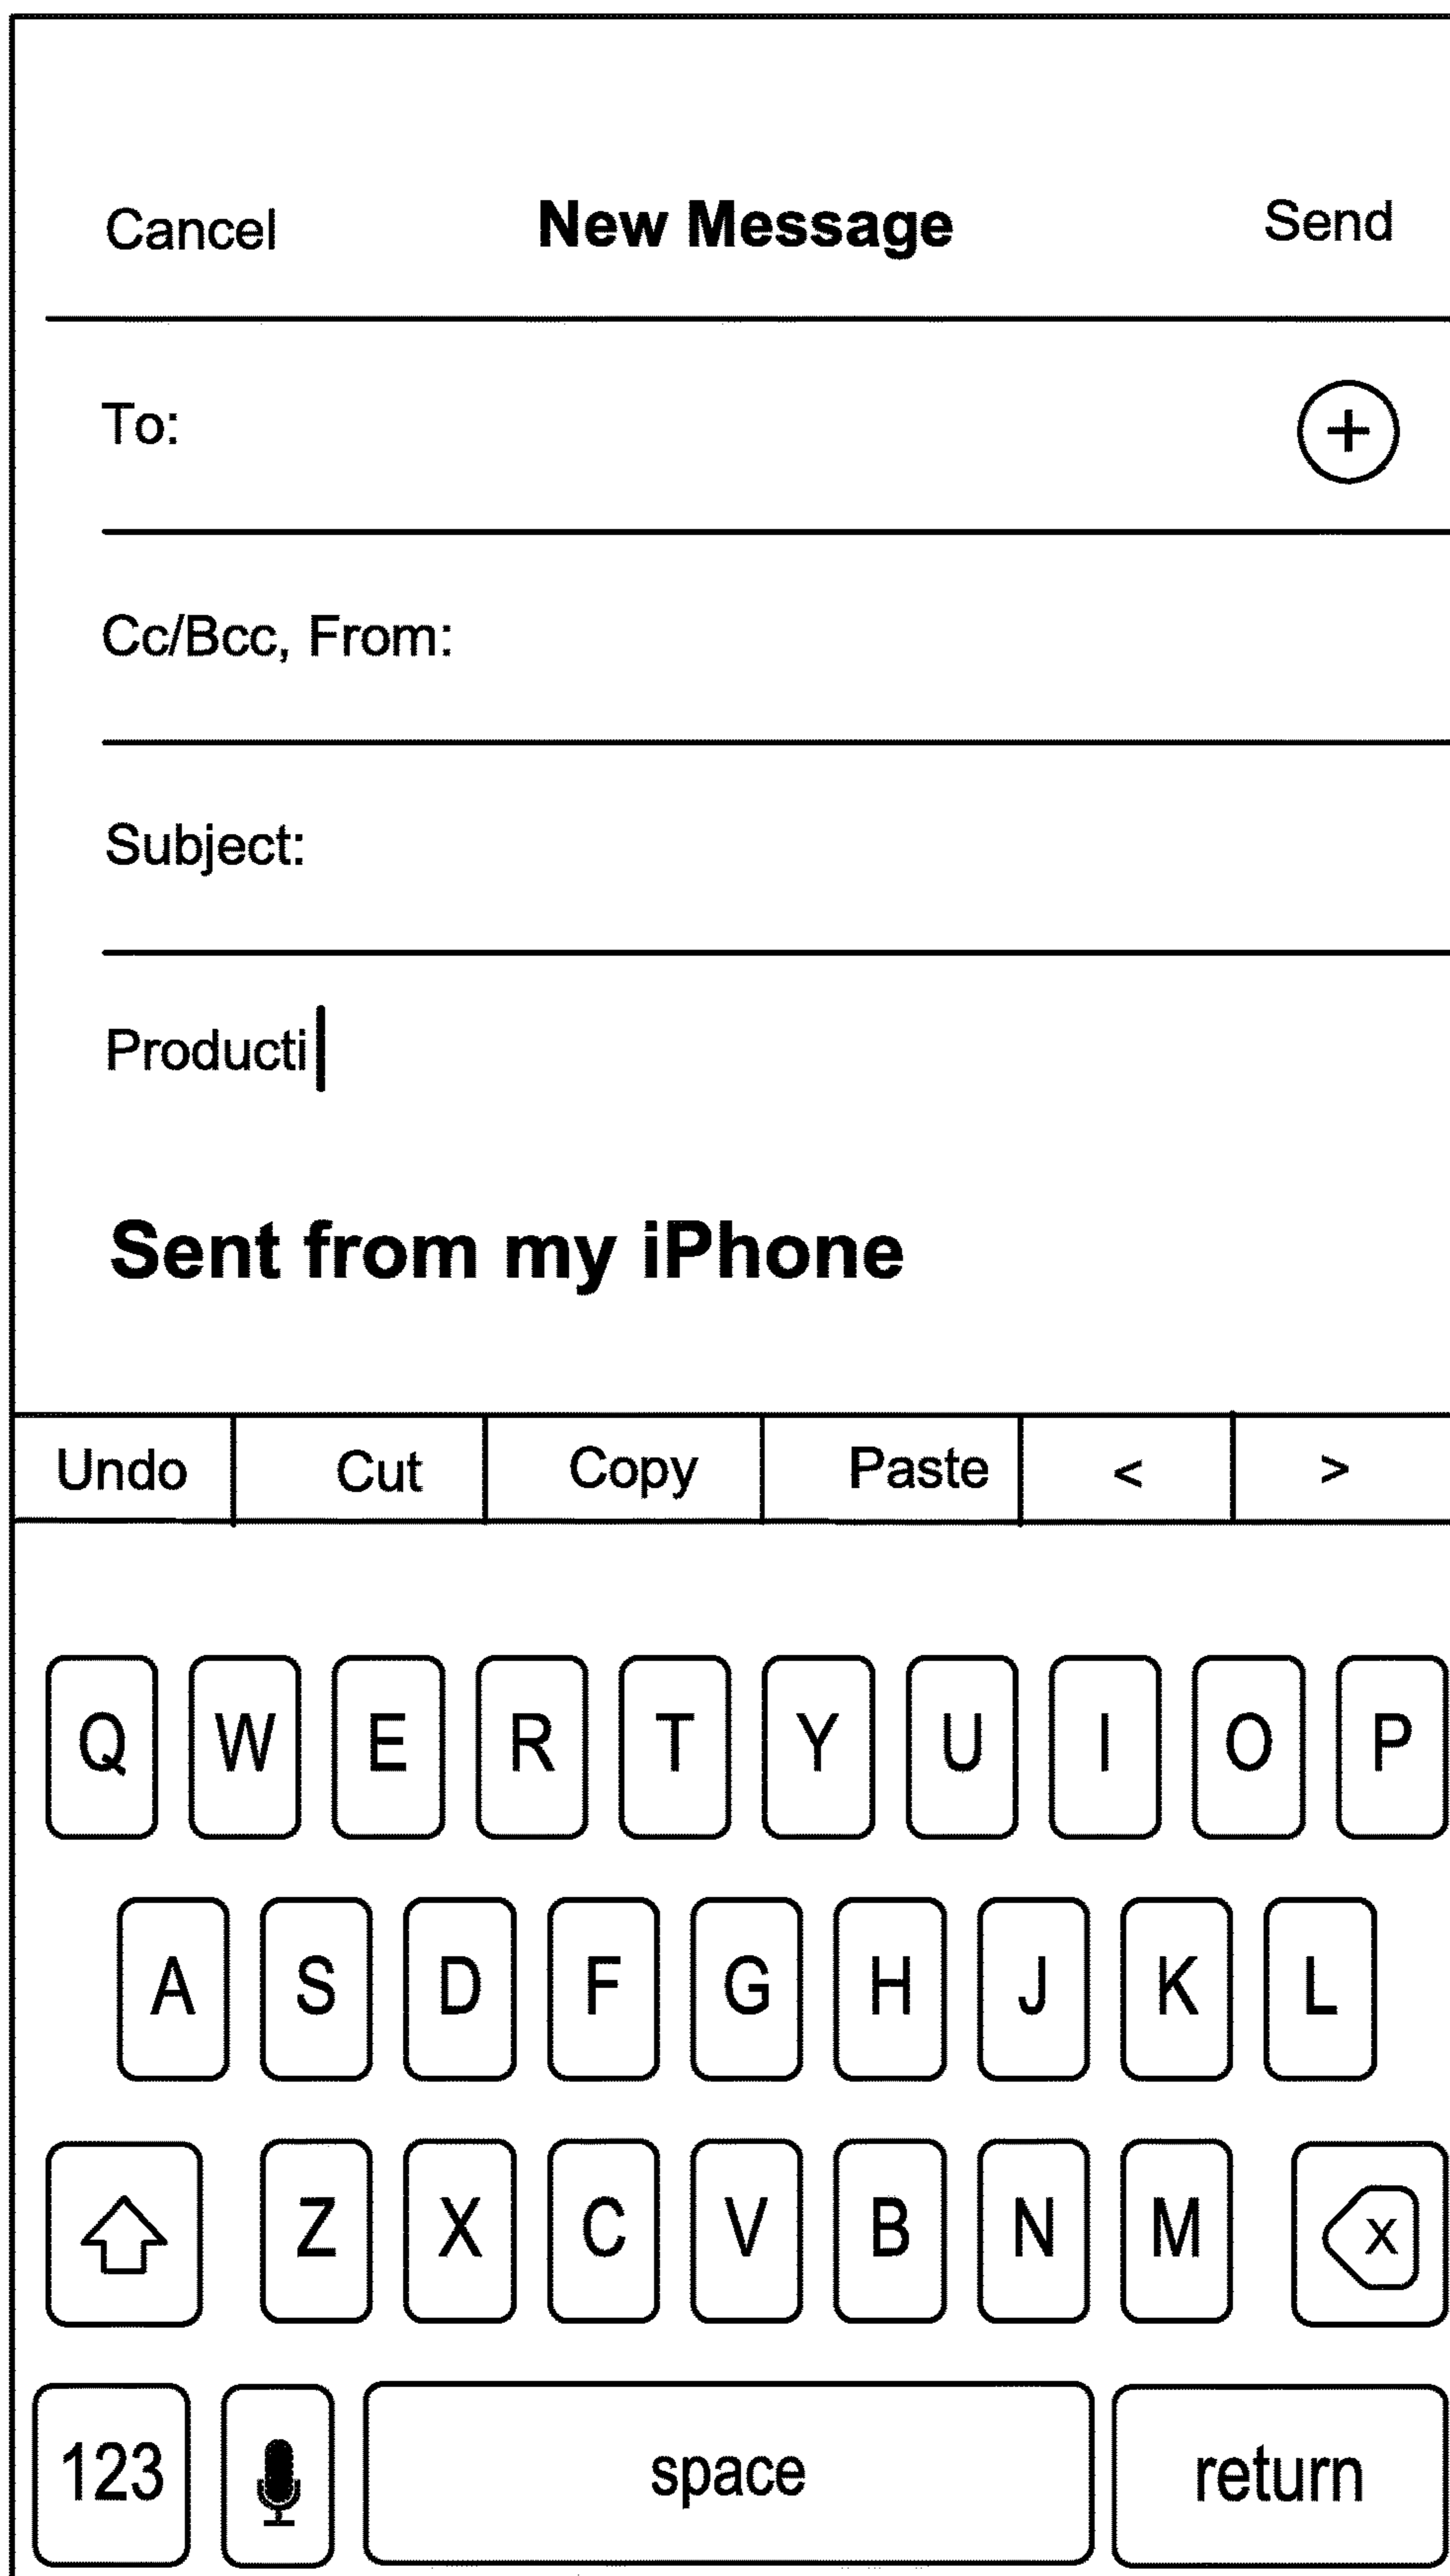 Cancel New Message Send
To: +
Cc/Bcc, From:
Subject:
Producti
Sent from my iPhone
Undo Cut Copy Paste < >
Q W E R T Y U I O P
A S D F G H J K L
Z X C V B N M X
123 space return